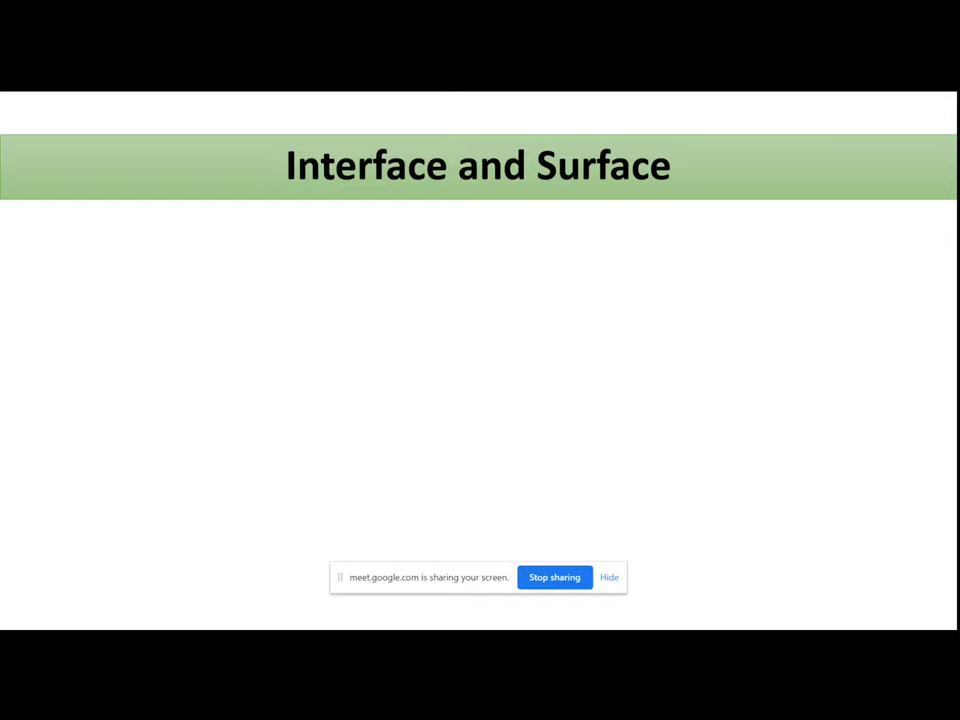 Interface and Surface
meet.google.com is sharing your screen. Stop sharing Hide